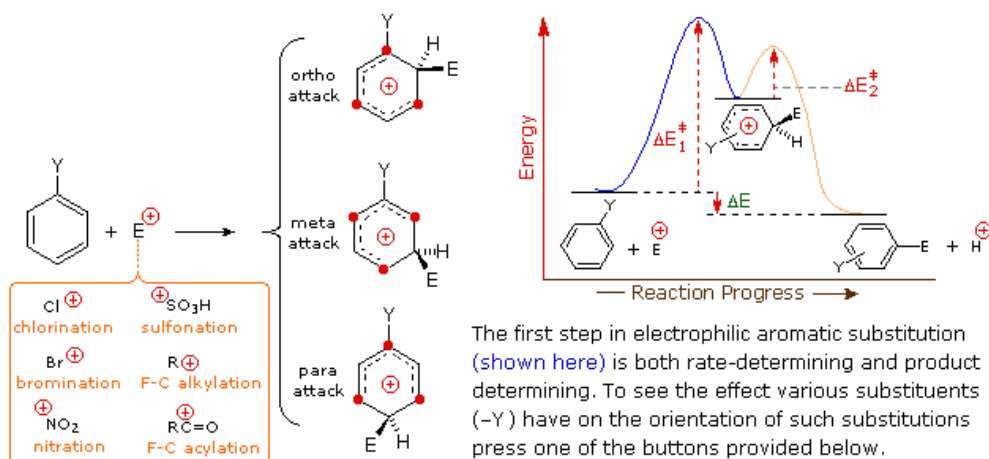 Y
+ E +
Cl +
chlorination
+ SO3H
sulfonation
Br +
bromination
R +
F-C alkylation
+ NO2
nitration
+ RC=O
F-C acylation
ortho
attack
Y
H
E
+
meta
attack
Y
H
E
+
para
attack
Y
E
H
+
Energy
ΔE1‡
ΔE2‡
ΔE
+
E
H
Y
Y
+ E +
E
Y
+ H +
Reaction Progress
The first step in electrophilic aromatic substitution
(shown here) is both rate-determining and product
determining. To see the effect various substituents
(–Y) have on the orientation of such substitutions
press one of the buttons provided below.